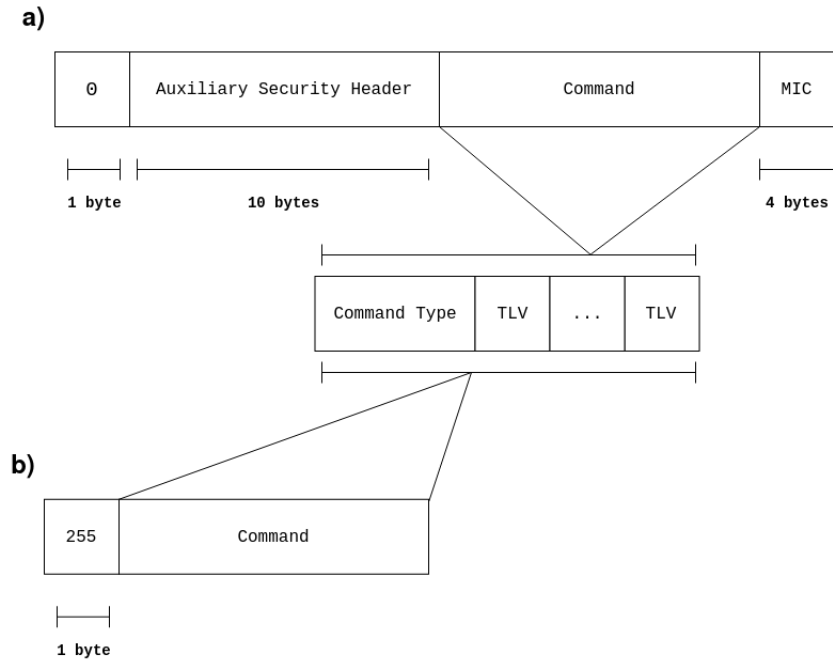 a)
0
Auxiliary Security Header
Command
MIC
1 byte
10 bytes
4 bytes
Command Type
TLV
...
TLV
b)
255
Command
1 byte